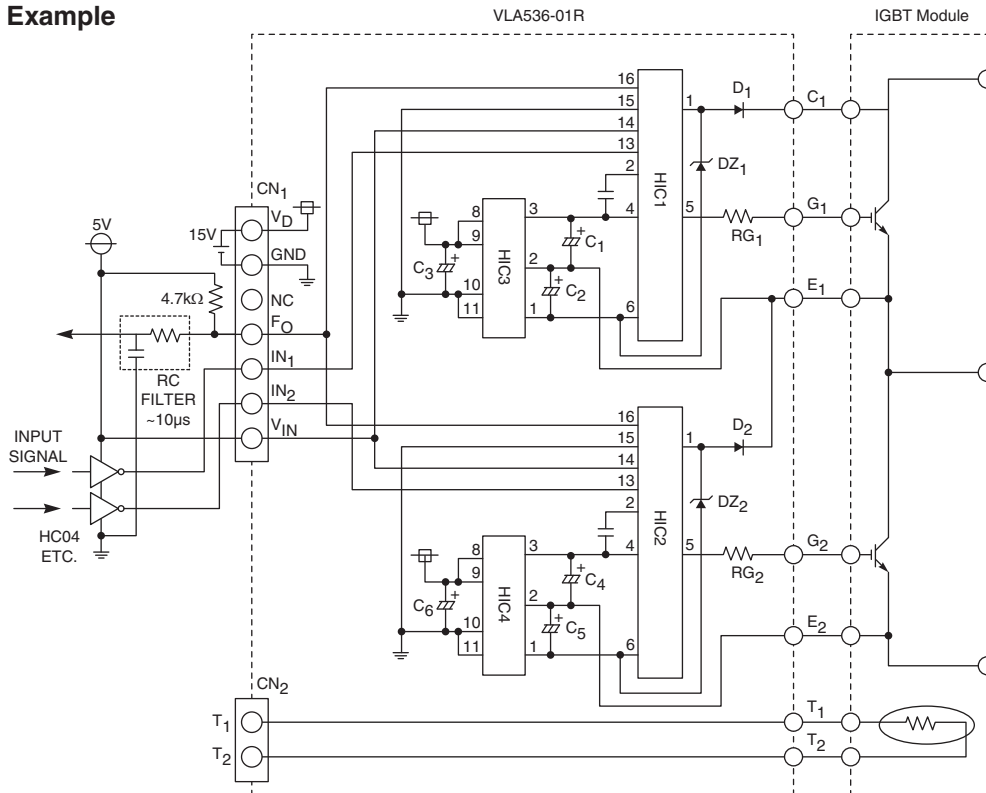 Example
VLA536-01R
IGBT Module
16
15
14
13
2
4
1
5
6
HIC1
D1
DZ1
RG1
C1
G1
E1
CN1
VD
GND
NC
FO
IN1
IN2
VIN
5V
15V
4.7kΩ
RC
FILTER
~10µs
INPUT
SIGNAL
HC04
ETC.
8
9
10
11
3
2
1
HIC3
C3
+
C1
+
C2
+
16
15
14
13
2
4
1
5
6
HIC2
D2
DZ2
RG2
G2
E2
8
9
10
11
3
2
1
HIC4
C6
+
C4
+
C5
+
CN2
T1
T2
T1
T2